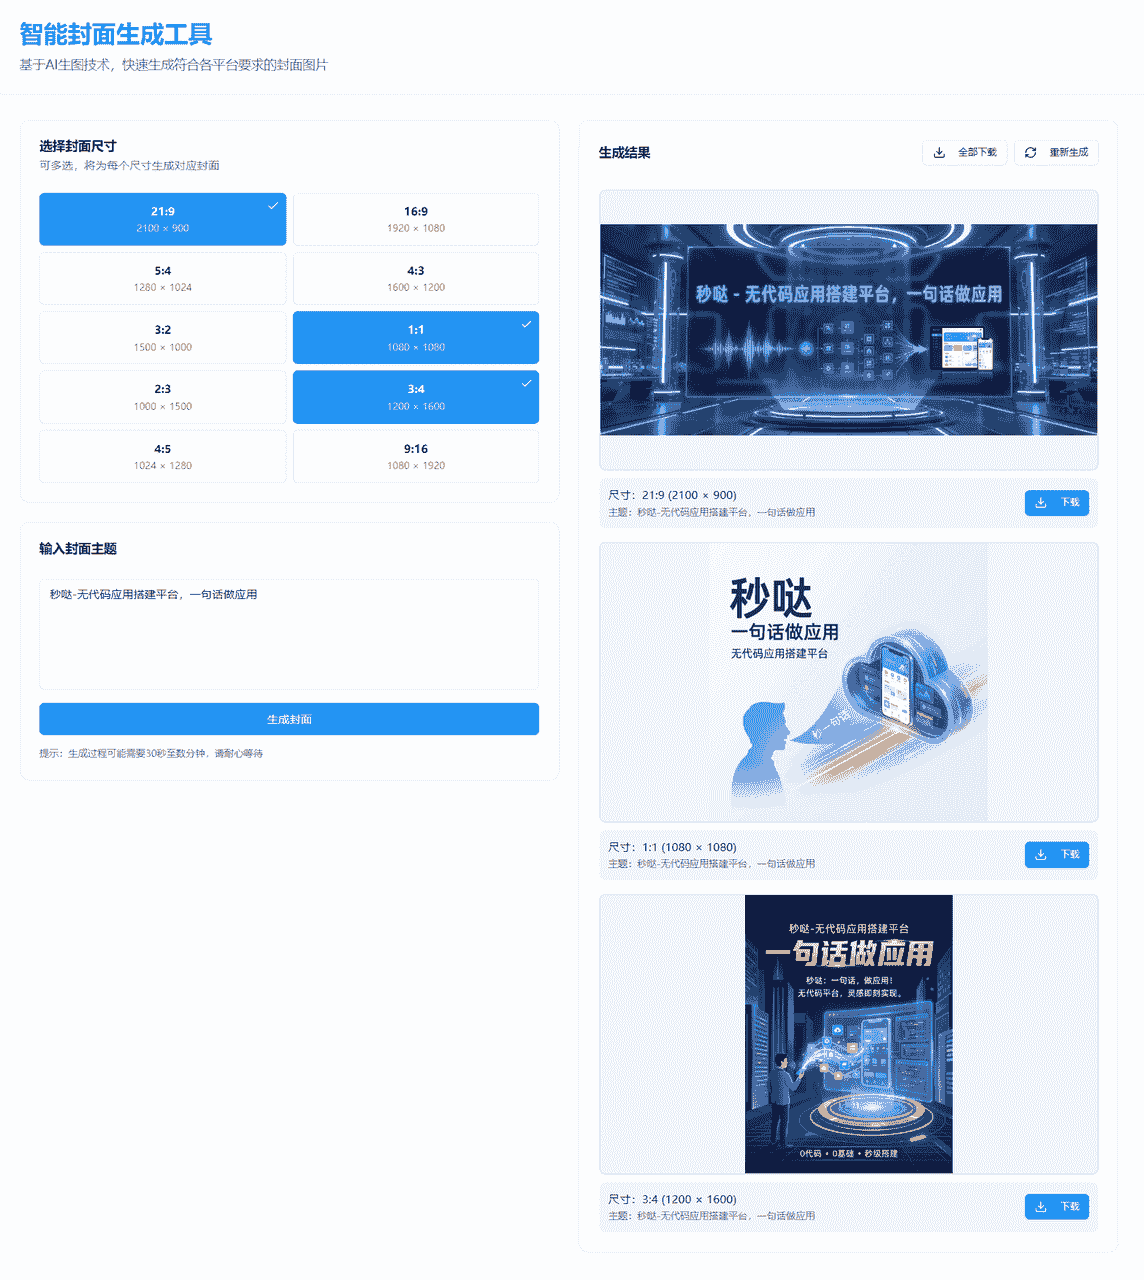 智能封面生成工具
基于AI生图技术，快速生成符合各平台要求的封面图片
选择封面尺寸
可多选，将为每个尺寸生成对应封面
21:9
2100 × 900
16:9
1920 × 1080
5:4
1280 × 1024
4:3
1600 × 1200
3:2
1500 × 1000
1:1
1080 × 1080
2:3
1000 × 1500
3:4
1200 × 1600
4:5
1024 × 1280
9:16
1080 × 1920
输入封面主题
秒哒-无代码应用搭建平台，一句话做应用
生成封面
提示：生成过程可能需要30秒至数分钟，请耐心等待
生成结果
全部下载
重新生成
秒哒 - 无代码应用搭建平台，一句话做应用
尺寸：21:9 (2100 × 900)
主题：秒哒-无代码应用搭建平台，一句话做应用
下载
秒哒
一句话做应用
无代码应用搭建平台
尺寸：1:1 (1080 × 1080)
主题：秒哒-无代码应用搭建平台，一句话做应用
下载
秒哒-无代码应用搭建平台
一句话做应用
秒哒：一句话，做应用！
无代码平台，灵感即刻实现。
0代码 • 0基础 • 秒级搭建
尺寸：3:4 (1200 × 1600)
主题：秒哒-无代码应用搭建平台，一句话做应用
下载